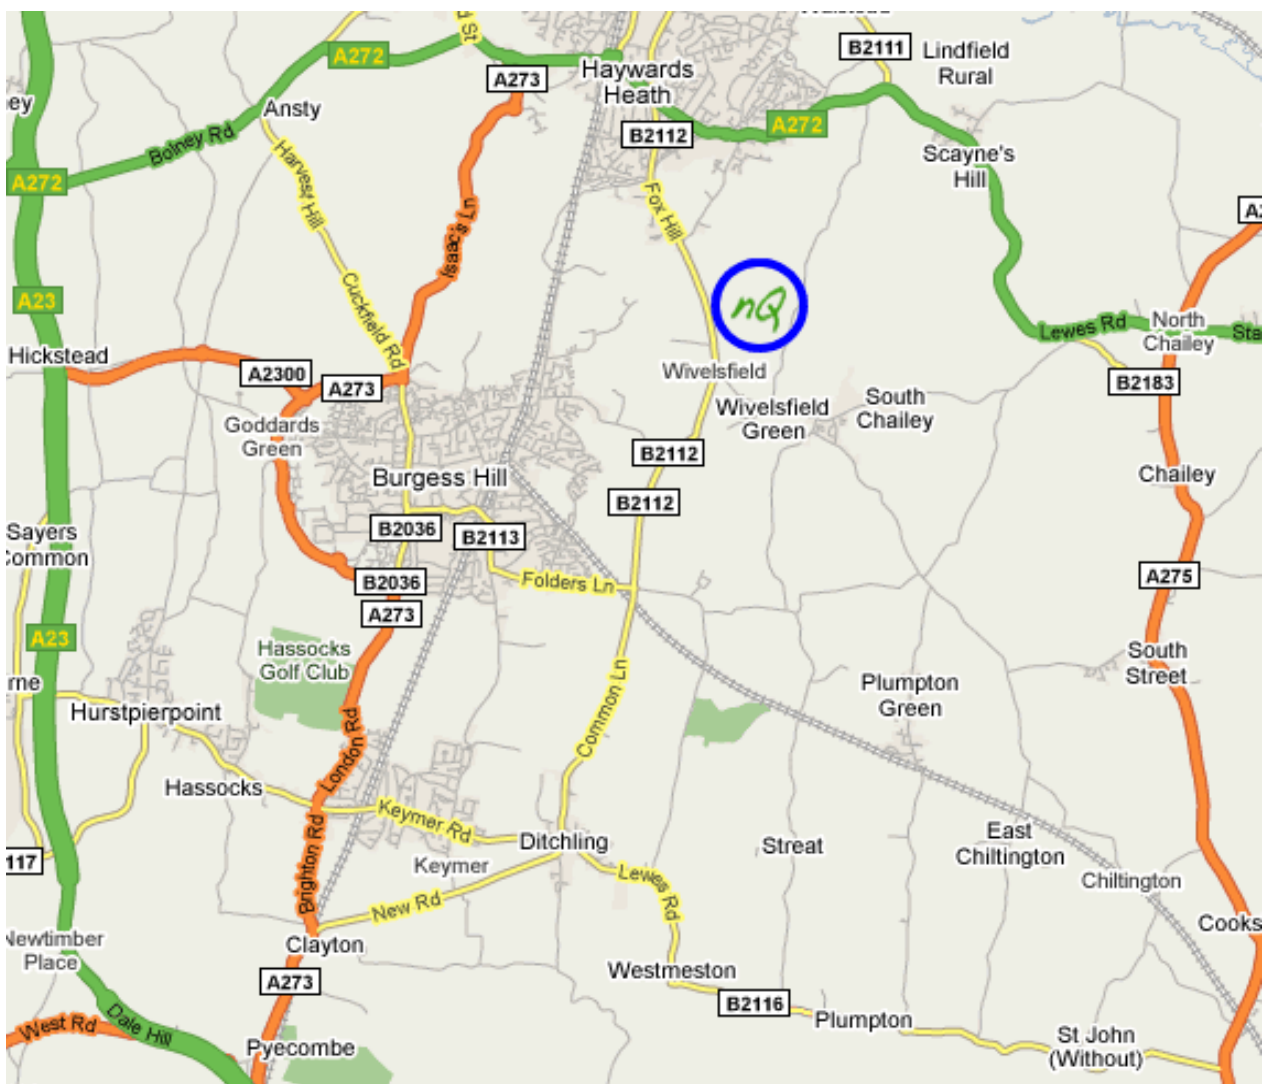 B2111
Lindfield
Rural
A272
A273
Haywards
Heath
Ansty
B2112
A272
Bolney Rd
Scayne's
Hill
A272
Harvest Hill
Fox Hill
Isaac's Ln
A23
nQ
Cuckfield Rd
Lewes Rd
North
Chailey
Hickstead
A2300
A273
Wivelsfield
B2183
South
Chailey
Wivelsfield
Green
Goddards
Green
B2112
Burgess Hill
Chailey
B2112
Sayers
Common
B2036
B2113
B2036
Folders Ln
A275
A273
A23
Hassocks
Golf Club
South
Street
Plumpton
Green
Hurstpierpoint
Common Ln
London Rd
Hassocks
Keymer Rd
Ditchling
Streat
East
Chiltington
Keymer
Chiltington
Brighton Rd
Lewes Rd
New Rd
Newtimber
Place
Clayton
Westmeston
A273
B2116
Dale Hill
West Rd
Plumpton
Pyecombe
St John
(Without)